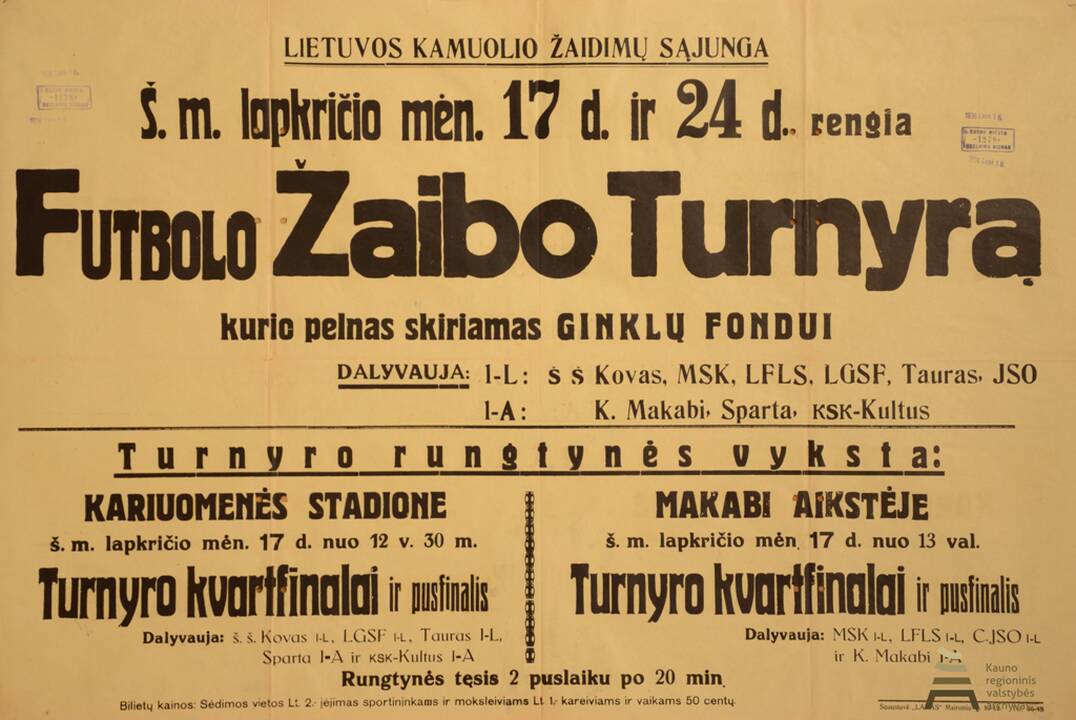 LIETUVOS KAMUOLIO ŽAIDIMŲ SĄJUNGA
Š. m. lapkričio mėn. 17 d. ir 24 d. rengia
FUTBOLO Žaibo Turnyrą
kurio pelnas skiriamas GINKLŲ FONDUI
DALYVAUJA: I-L: Š Š Kovas, MSK, LFLS, LGSF, Tauras, JSO
I-A: K. Makabi, Sparta, KSK-Kultus
Turnyro rungtynės vyksta:
KARIUOMENĖS STADIONE
š. m. lapkričio mėn. 17 d. nuo 12 v. 30 m.
Turnyro kvartfinalai ir pusfinalis
Dalyvauja: š. š. Kovas I-L, LGSF I-L, Tauras I-L,
Sparta I-A ir KSK-Kultus I-A
MAKABI AIKSTĖJE
š. m. lapkričio mėn. 17 d. nuo 13 val.
Turnyro kvartfinalai ir pusfinalis
Dalyvauja: MSK I-L, LFLS I-L, C.JSO I-L
ir K. Makabi I-A
Rungtynės tęsis 2 puslaiku po 20 min.
Bilietų kainos: Sėdimos vietos Lt 2.- įėjimas sportininkams ir moksleiviams Lt 1.- kareiviams ir vaikams 50 centų.
Spaustuvė
Kauno
regioninis
valstybės
archyvas